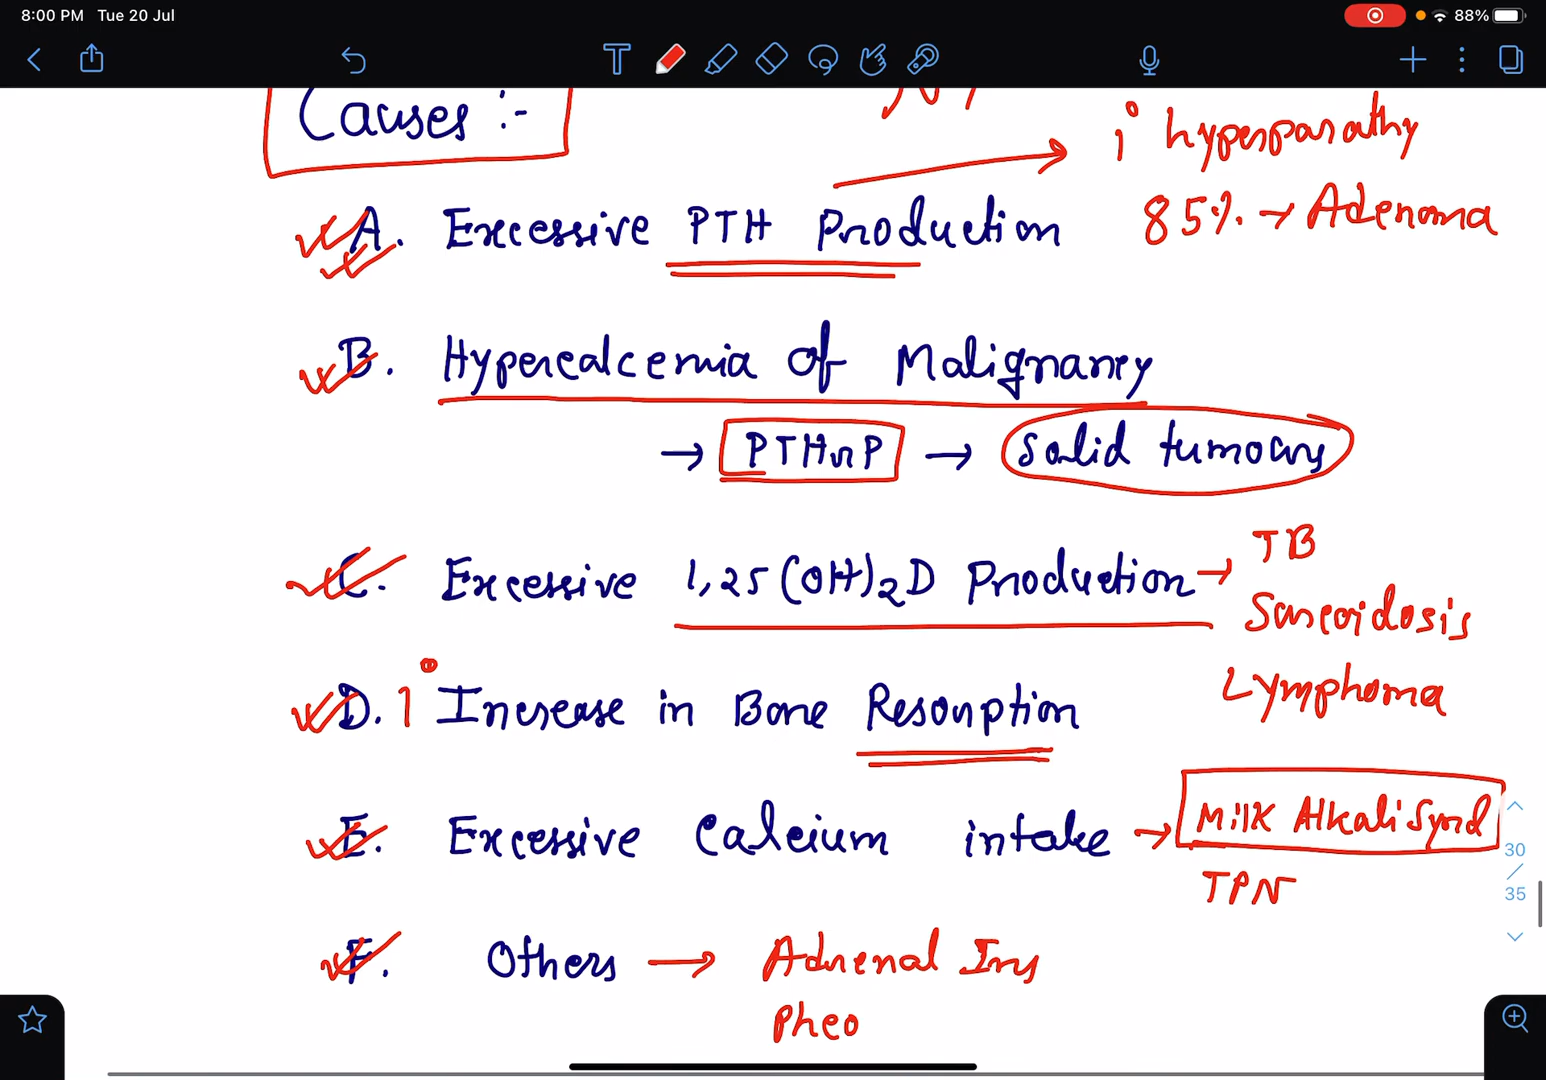 8:00 PM Tue 20 Jul
88%
T
Causes :-
1° hyperparathy
85% → Adenoma
A. Excessive PTH Production
B. Hypercalcemia of Malignancy
→ PTHrP → Solid tumours
C. Excessive 1,25(OH)₂D Production →
TB
Sarcoidosis
Lymphoma
D. 1° Increase in Bone Resorption
E. Excessive Calcium intake → Milk Alkali Synd
TPN
30
/
35
F. Others → Adrenal Ins
Pheo